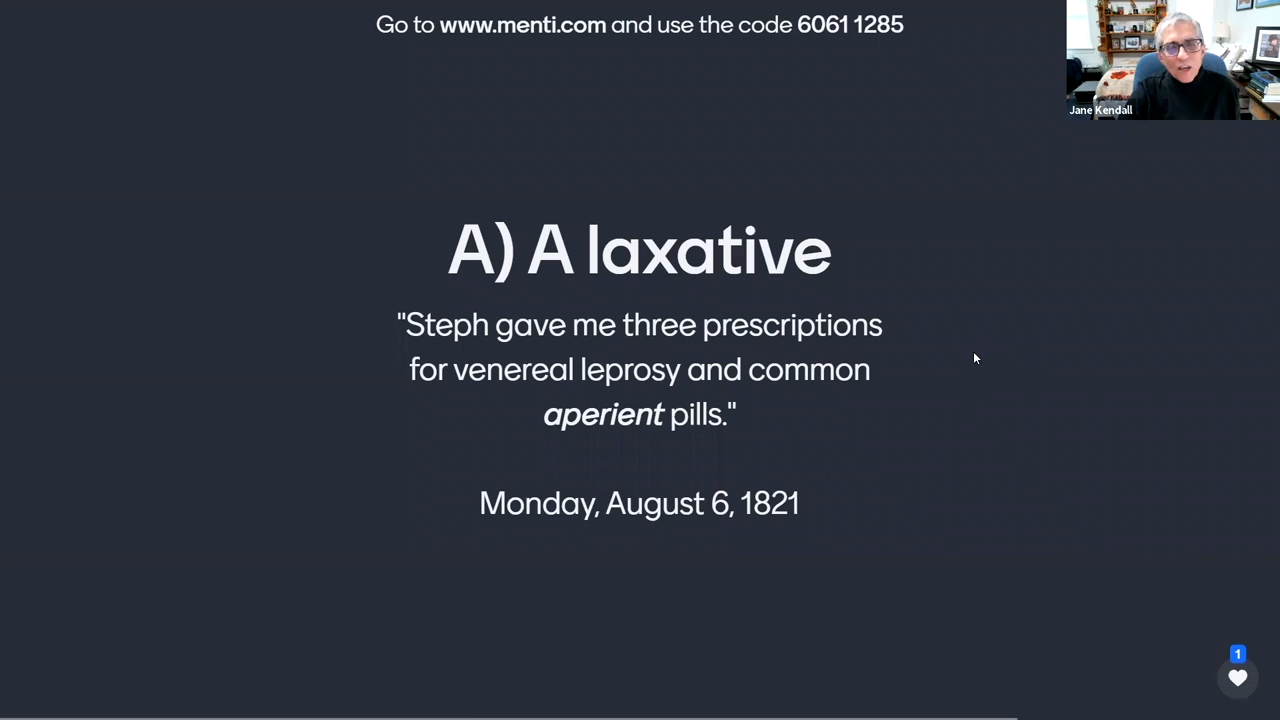 Go to www.menti.com and use the code 6061 1285
Jane Kendall
A) A laxative
"Steph gave me three prescriptions
for venereal leprosy and common
aperient pills."
Monday, August 6, 1821
1